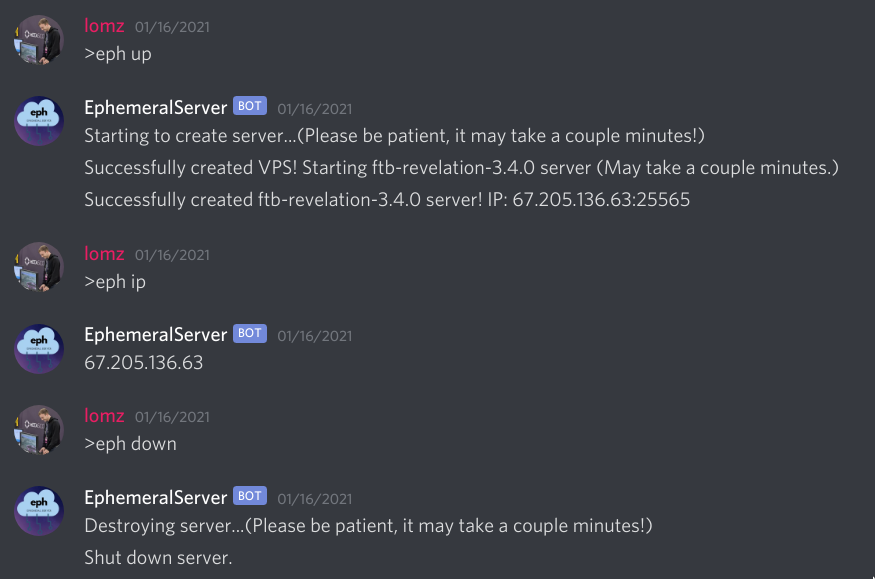 lomz 01/16/2021
>eph up
eph
EphemeralServer BOT 01/16/2021
Starting to create server...(Please be patient, it may take a couple minutes!)
Successfully created VPS! Starting ftb-revelation-3.4.0 server (May take a couple minutes.)
Successfully created ftb-revelation-3.4.0 server! IP: 67.205.136.63:25565
lomz 01/16/2021
>eph ip
eph
EphemeralServer BOT 01/16/2021
67.205.136.63
lomz 01/16/2021
>eph down
eph
EphemeralServer BOT 01/16/2021
Destroying server...(Please be patient, it may take a couple minutes!)
Shut down server.